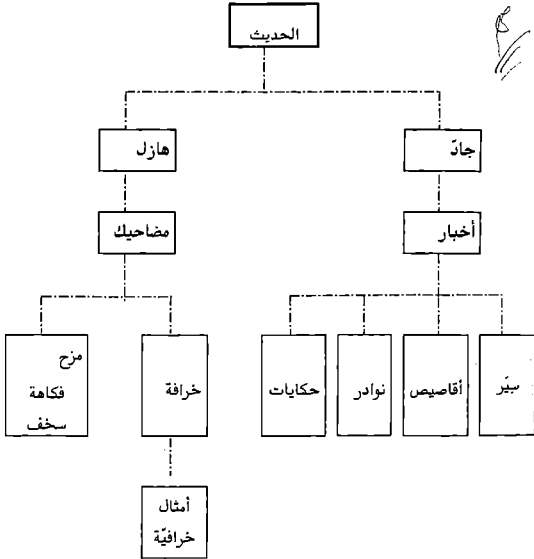 الحديث
جادّ
هازل
أخبار
مضاحيك
سِيَر
أقاصيص
نوادر
حكايات
خرافة
مزح
فكاهة
سخف
أمثال
خرافيّة